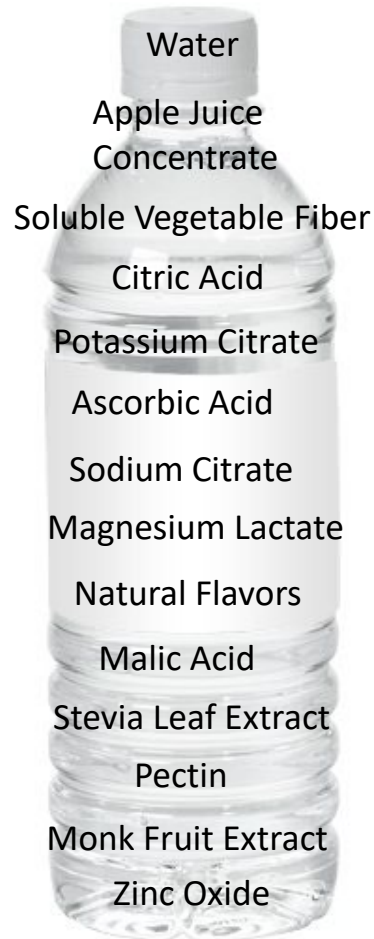 Water
Apple Juice
Concentrate
Soluble Vegetable Fiber
Citric Acid
Potassium Citrate
Ascorbic Acid
Sodium Citrate
Magnesium Lactate
Natural Flavors
Malic Acid
Stevia Leaf Extract
Pectin
Monk Fruit Extract
Zinc Oxide